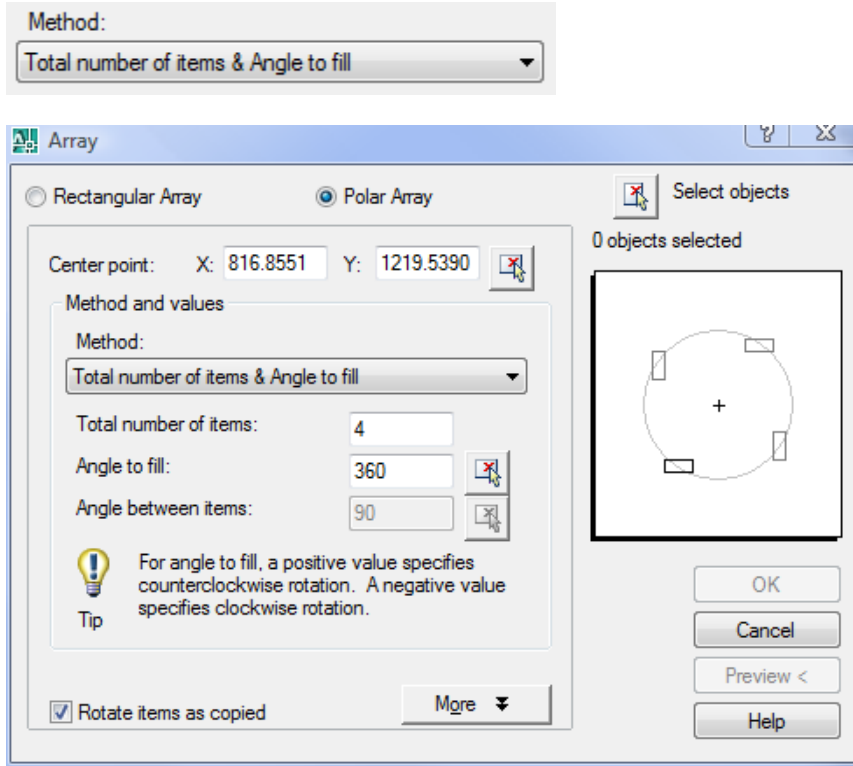 Method:
Total number of items & Angle to fill
Array
?
Rectangular Array
Polar Array
Select objects
0 objects selected
Center point: X: 816.8551 Y: 1219.5390
Method and values
Method:
Total number of items & Angle to fill
Total number of items: 4
Angle to fill: 360
Angle between items: 90
For angle to fill, a positive value specifies
counterclockwise rotation. A negative value
specifies clockwise rotation.
Tip
OK
Cancel
Preview <
Help
Rotate items as copied
More